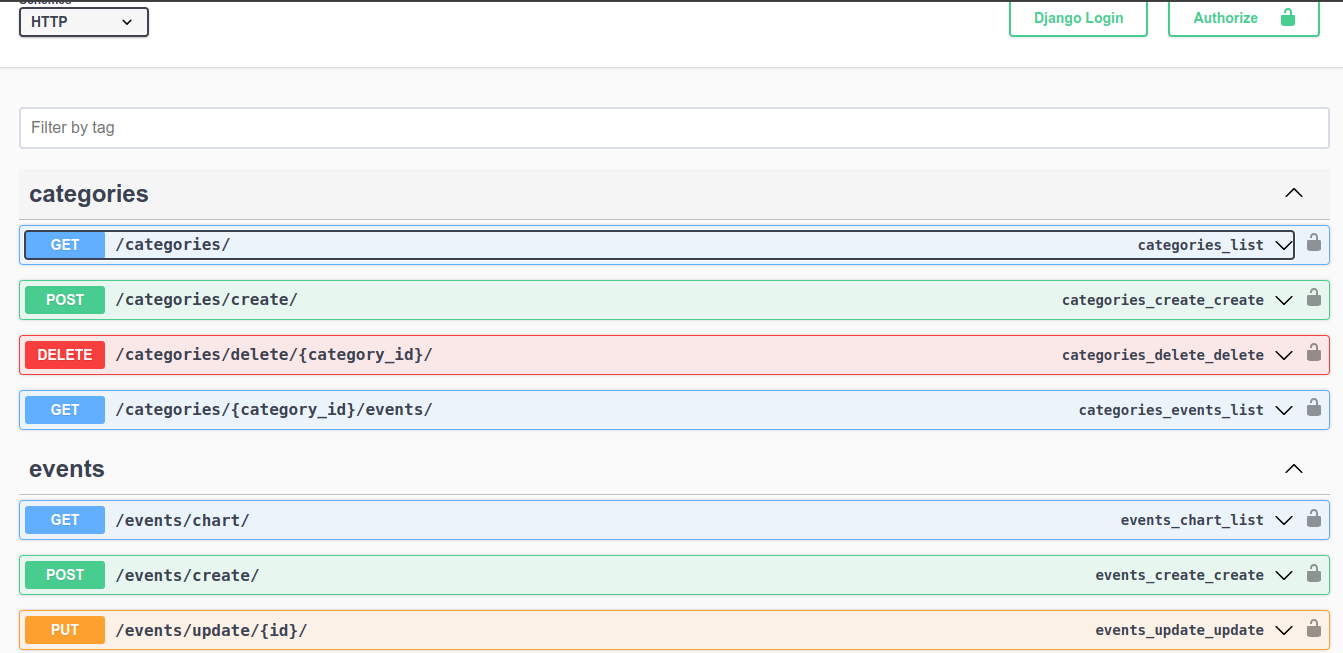 Schemes
HTTP
Django Login
Authorize
Filter by tag
categories
GET /categories/ categories_list
POST /categories/create/ categories_create_create
DELETE /categories/delete/{category_id}/ categories_delete_delete
GET /categories/{category_id}/events/ categories_events_list
events
GET /events/chart/ events_chart_list
POST /events/create/ events_create_create
PUT /events/update/{id}/ events_update_update